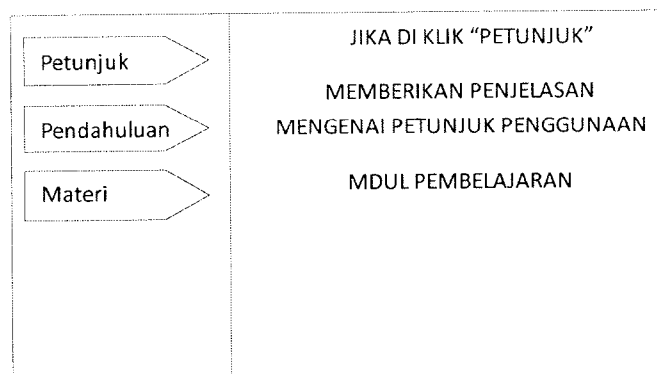 Petunjuk
Pendahuluan
Materi
JIKA DI KLIK “PETUNJUK”
MEMBERIKAN PENJELASAN
MENGENAI PETUNJUK PENGGUNAAN
MDUL PEMBELAJARAN